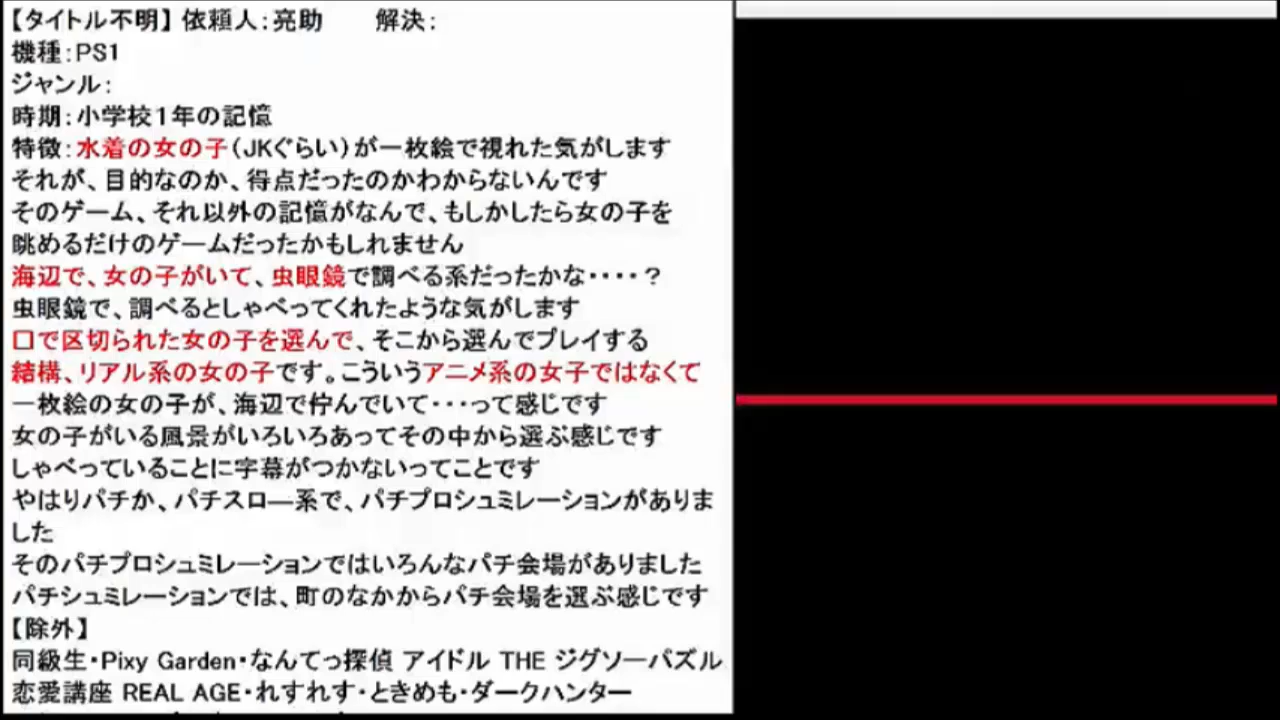 【タイトル不明】依頼人：亮助　　解決：
機種：PS1
ジャンル：
時期：小学校１年の記憶
特徴：水着の女の子（JKぐらい）が一枚絵で視れた気がします
それが、目的なのか、得点だったのかわからないんです
そのゲーム、それ以外の記憶がなんで、もしかしたら女の子を
眺めるだけのゲームだったかもしれません
海辺で、女の子がいて、虫眼鏡で調べる系だったかな・・・・？
虫眼鏡で、調べるとしゃべってくれたような気がします
口で区切られた女の子を選んで、そこから選んでプレイする
結構、リアル系の女の子です。こういうアニメ系の女子ではなくて
一枚絵の女の子が、海辺で佇んでいて・・・って感じです
女の子がいる風景がいろいろあってその中から選ぶ感じです
しゃべっていることに字幕がつかないってことです
やはりパチか、パチスロ―系で、パチプロシュミレーションがありま
した
そのパチプロシュミレーションではいろんなパチ会場がありました
パチシュミレーションでは、町のなかからパチ会場を選ぶ感じです
【除外】
同級生・Pixy Garden・なんてっ探偵 アイドル THE ジグソーパズル
恋愛講座 REAL AGE・れすれす・ときめも・ダークハンター